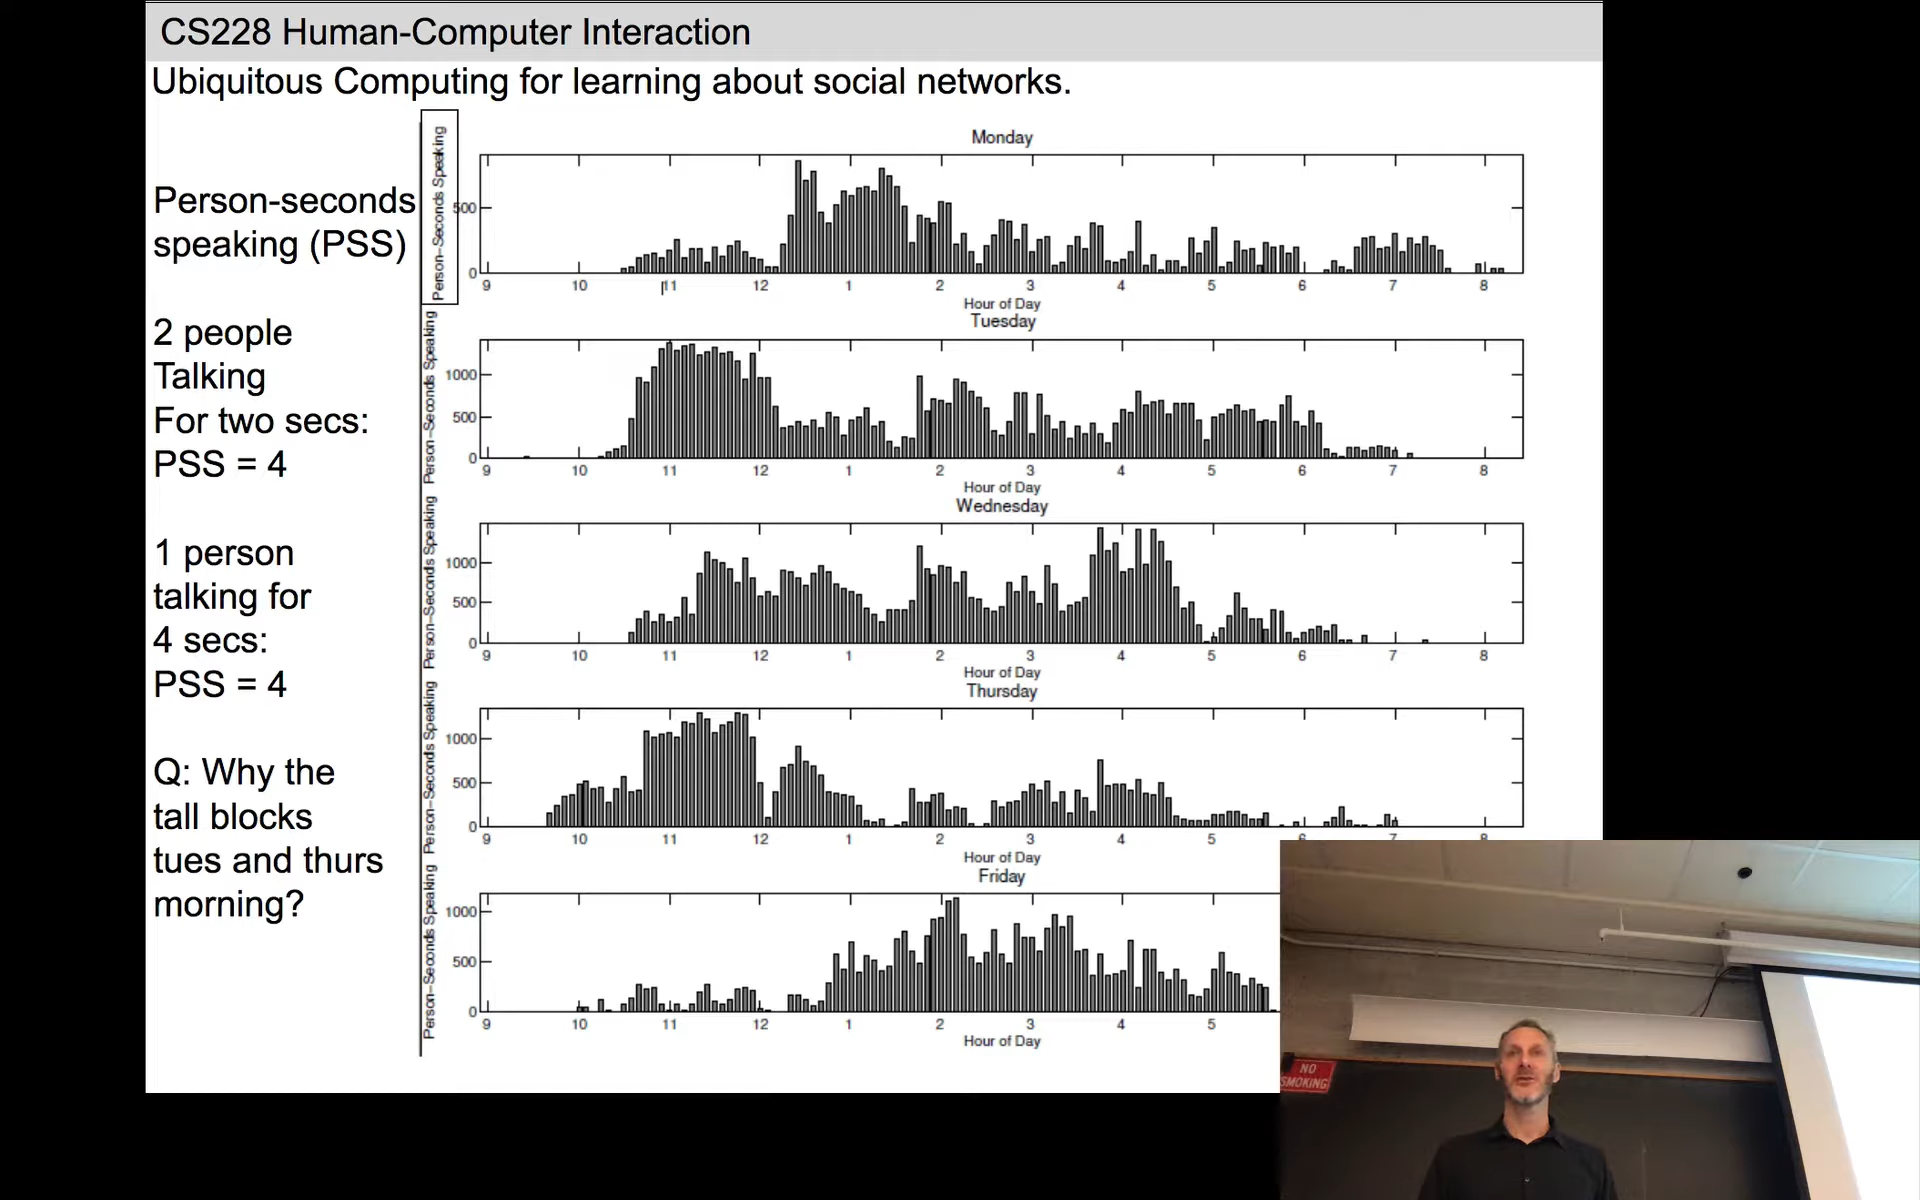 CS228 Human-Computer Interaction
Ubiquitous Computing for learning about social networks.
Person-seconds
speaking (PSS)
2 people
Talking
For two secs:
PSS = 4
1 person
talking for
4 secs:
PSS = 4
Q: Why the
tall blocks
tues and thurs
morning?
Monday
Person-Seconds Speaking
500
0
9 10 11 12 1 2 3 4 5 6 7 8
Hour of Day
Tuesday
Person-Seconds Speaking
1000
500
0
9 10 11 12 1 2 3 4 5 6 7 8
Hour of Day
Wednesday
Person-Seconds Speaking
1000
500
0
9 10 11 12 1 2 3 4 5 6 7 8
Hour of Day
Thursday
Person-Seconds Speaking
1000
500
0
9 10 11 12 1 2 3 4 5 6 7 8
Hour of Day
Friday
Person-Seconds Speaking
1000
500
0
9 10 11 12 1 2 3 4 5
Hour of Day
NO
SMOKING